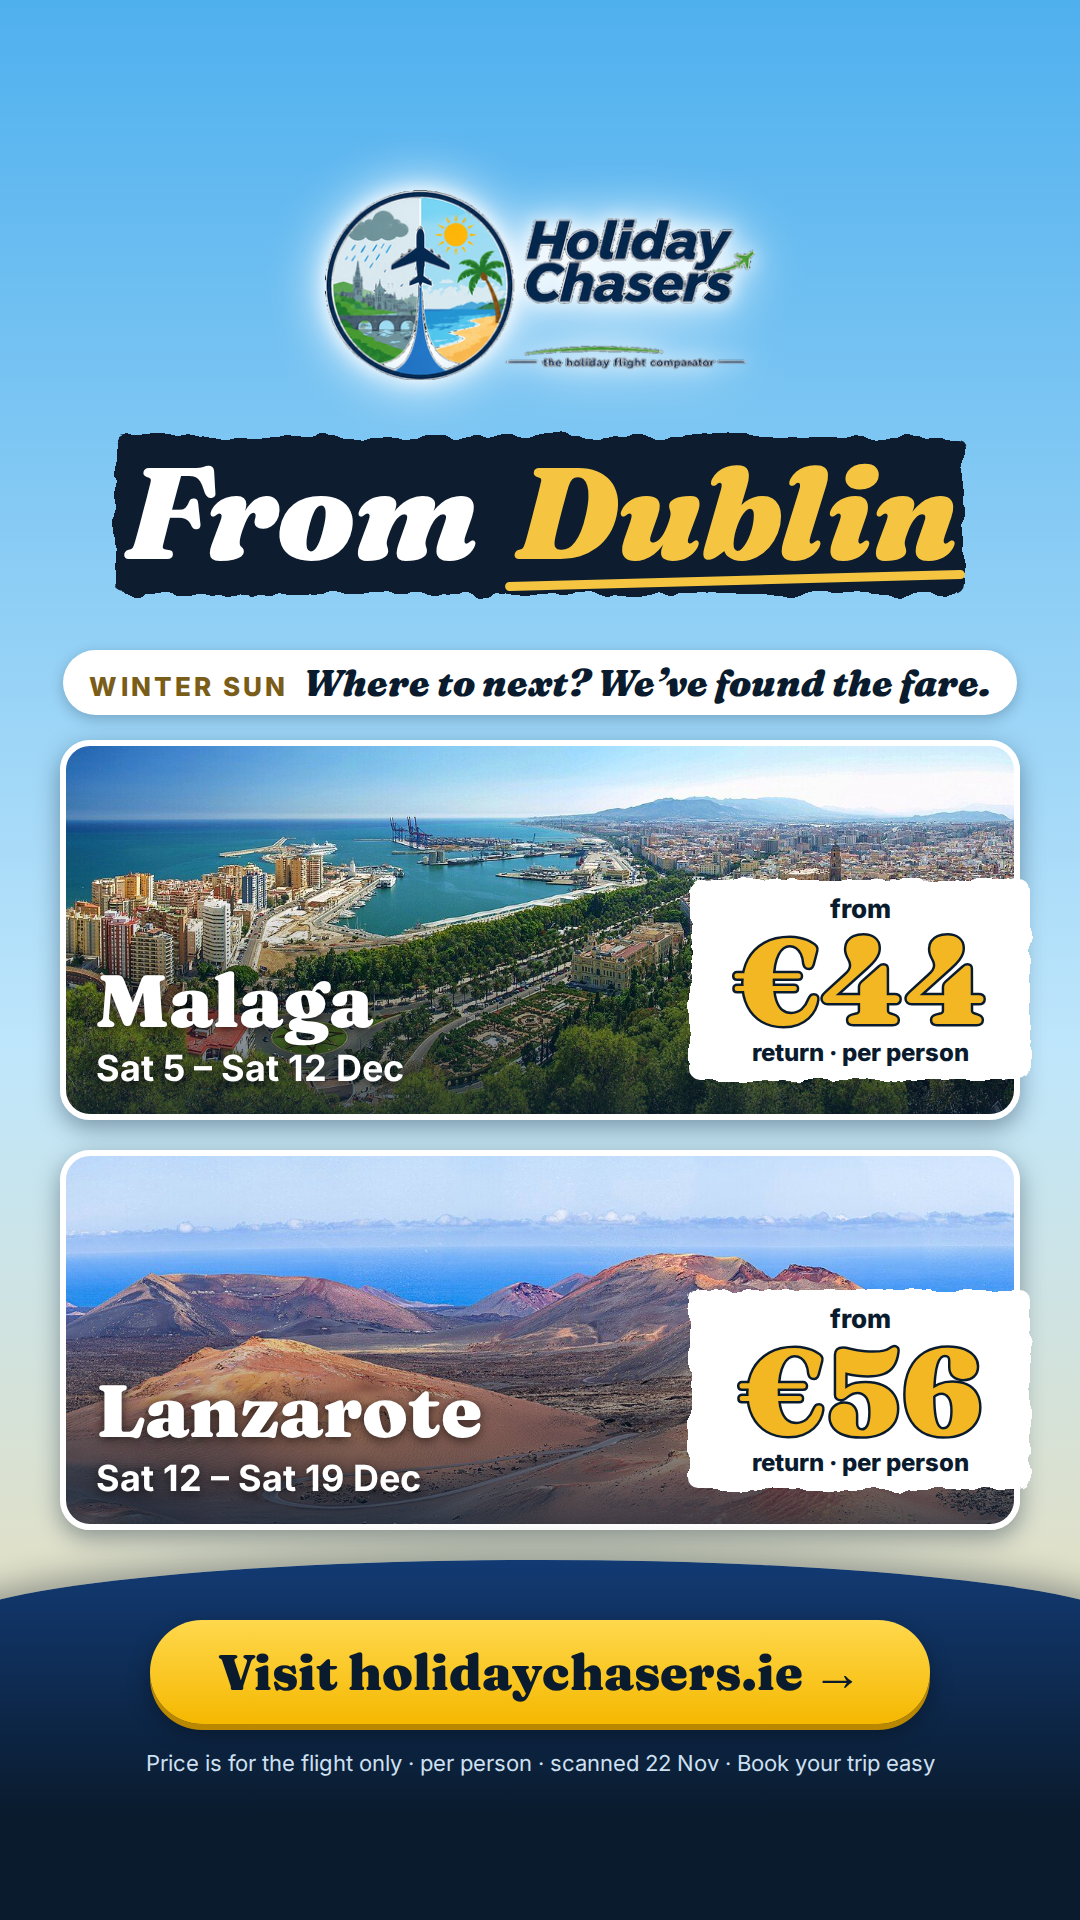 Holiday
Chasers
the holiday flight comparator
From Dublin
WINTER SUN Where to next? We’ve found the fare.
from
€44
return · per person
Malaga
Sat 5 – Sat 12 Dec
from
€56
return · per person
Lanzarote
Sat 12 – Sat 19 Dec
Visit holidaychasers.ie →
Price is for the flight only · per person · scanned 22 Nov · Book your trip easy